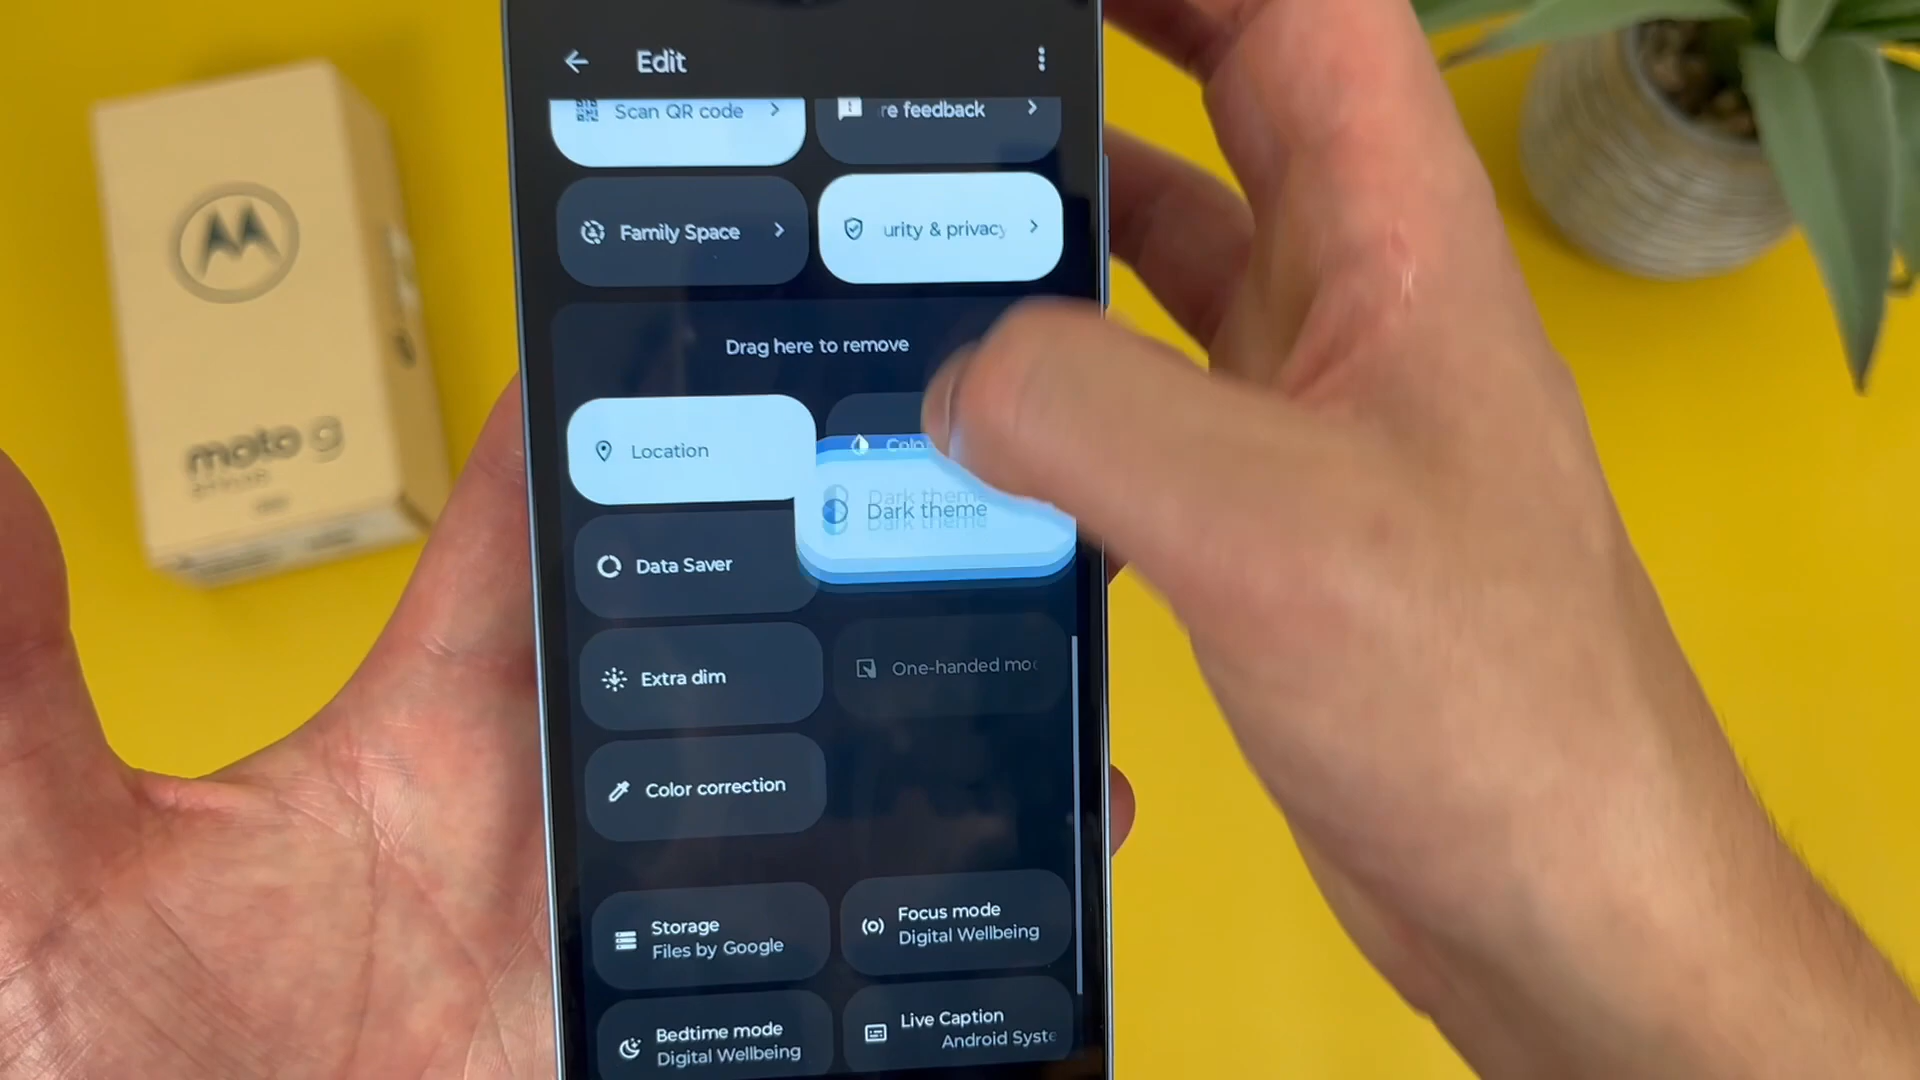 Edit
Scan QR code
re feedback
Family Space
urity & privacy
Drag here to remove
Location
Colo
Dark theme
Data Saver
Extra dim
One-handed mo
Color correction
Storage
Files by Google
Focus mode
Digital Wellbeing
Bedtime mode
Digital Wellbeing
Live Caption
Android Syste
moto g